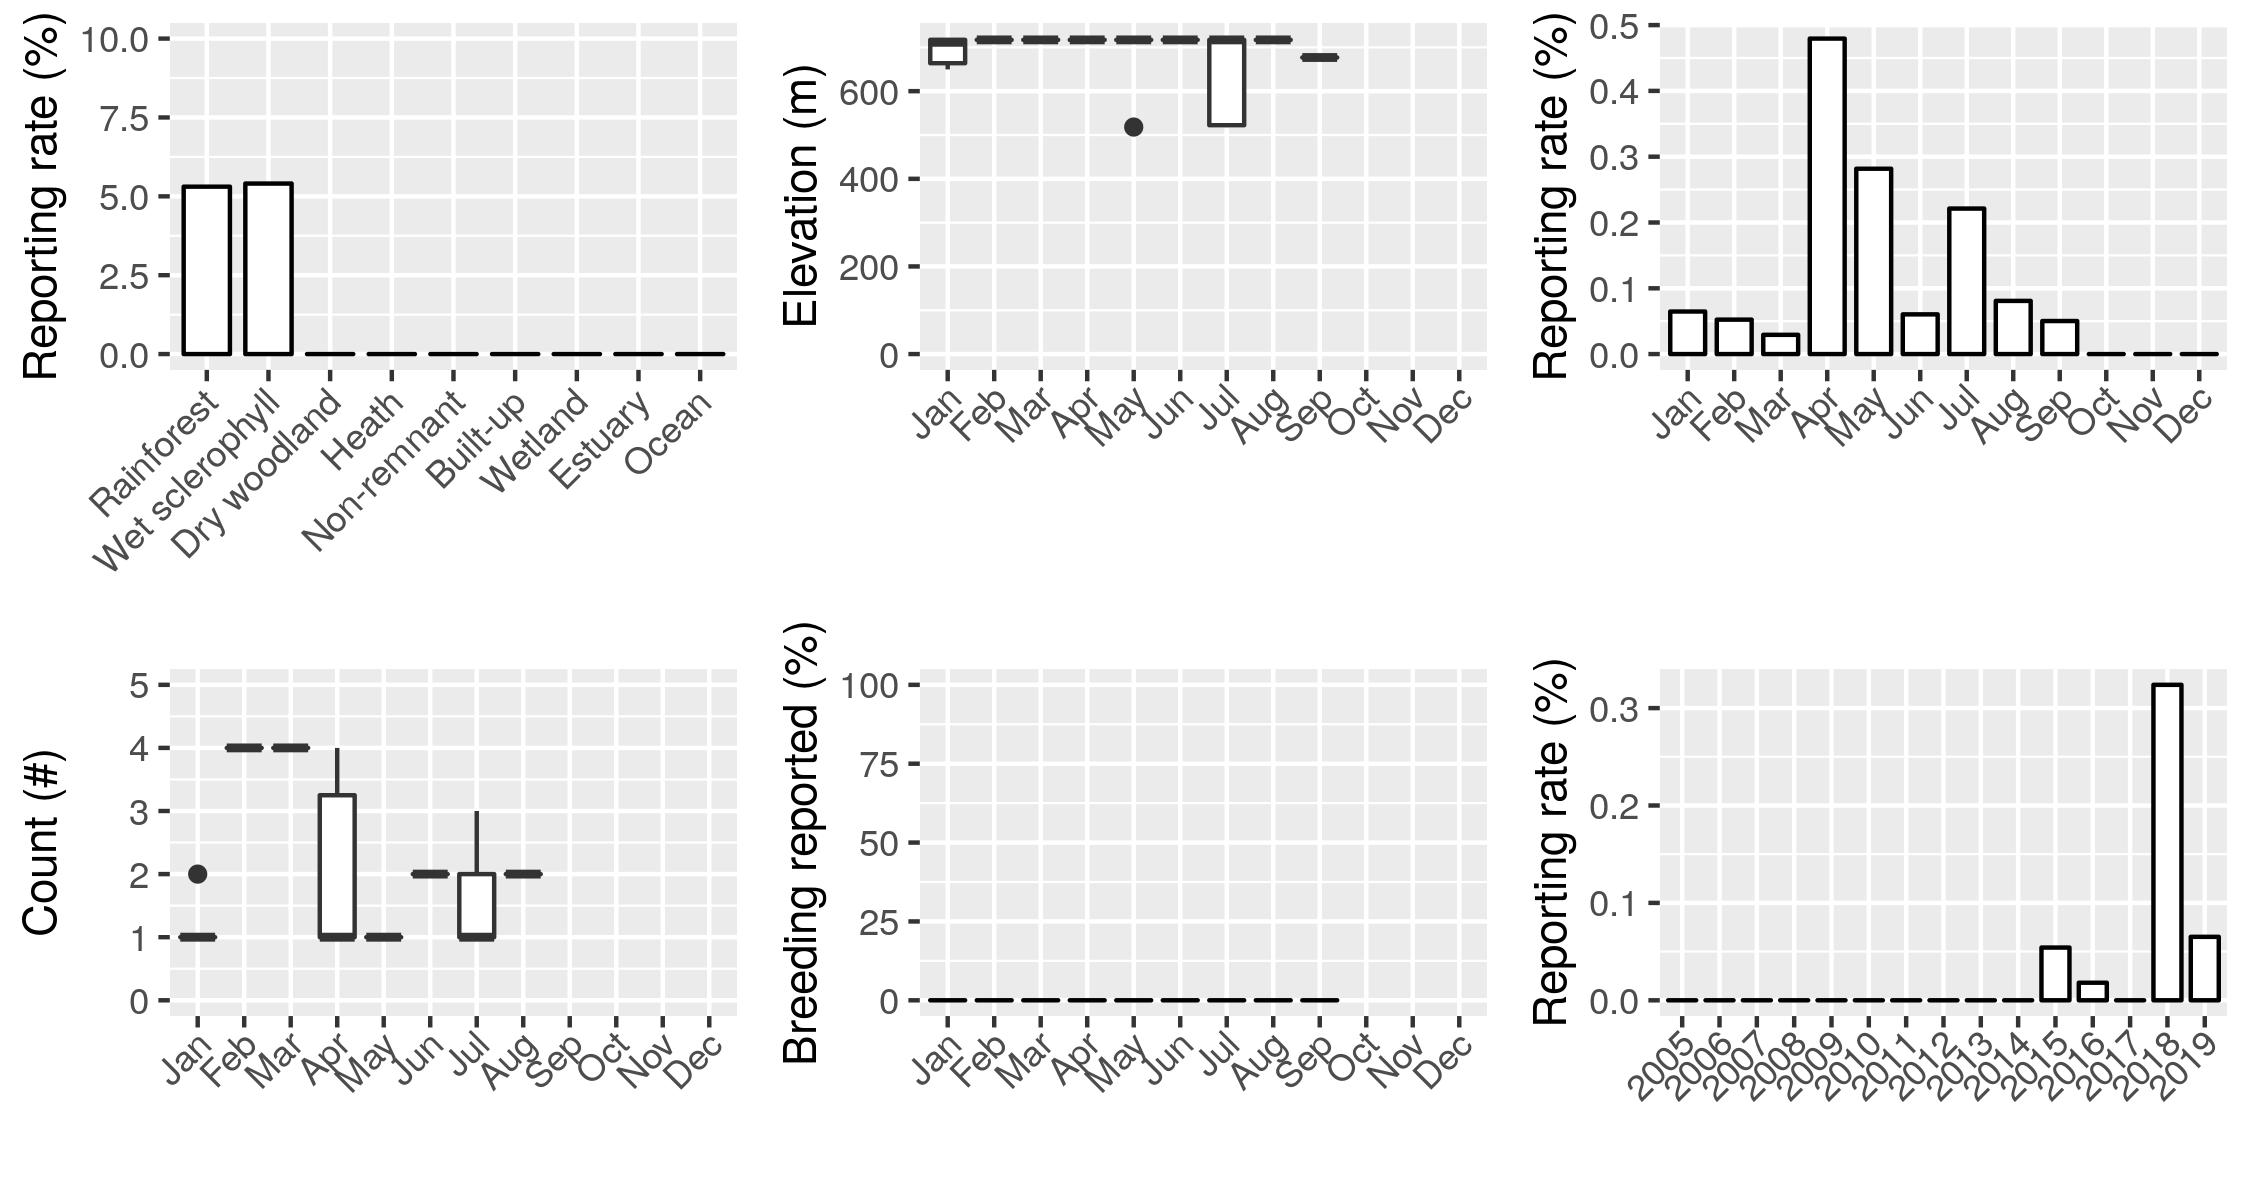 Reporting rate (%)
10.0
7.5
5.0
2.5
0.0
Rainforest
Wet sclerophyll
Dry woodland
Heath
Non-remnant
Built-up
Wetland
Estuary
Ocean
Elevation (m)
600
400
200
0
Jan
Feb
Mar
Apr
May
Jun
Jul
Aug
Sep
Oct
Nov
Dec
Reporting rate (%)
0.5
0.4
0.3
0.2
0.1
0.0
Jan
Feb
Mar
Apr
May
Jun
Jul
Aug
Sep
Oct
Nov
Dec
Count (#)
5
4
3
2
1
0
Jan
Feb
Mar
Apr
May
Jun
Jul
Aug
Sep
Oct
Nov
Dec
Breeding reported (%)
100
75
50
25
0
Jan
Feb
Mar
Apr
May
Jun
Jul
Aug
Sep
Oct
Nov
Dec
Reporting rate (%)
0.3
0.2
0.1
0.0
2005
2006
2007
2008
2009
2010
2011
2012
2013
2014
2015
2016
2017
2018
2019